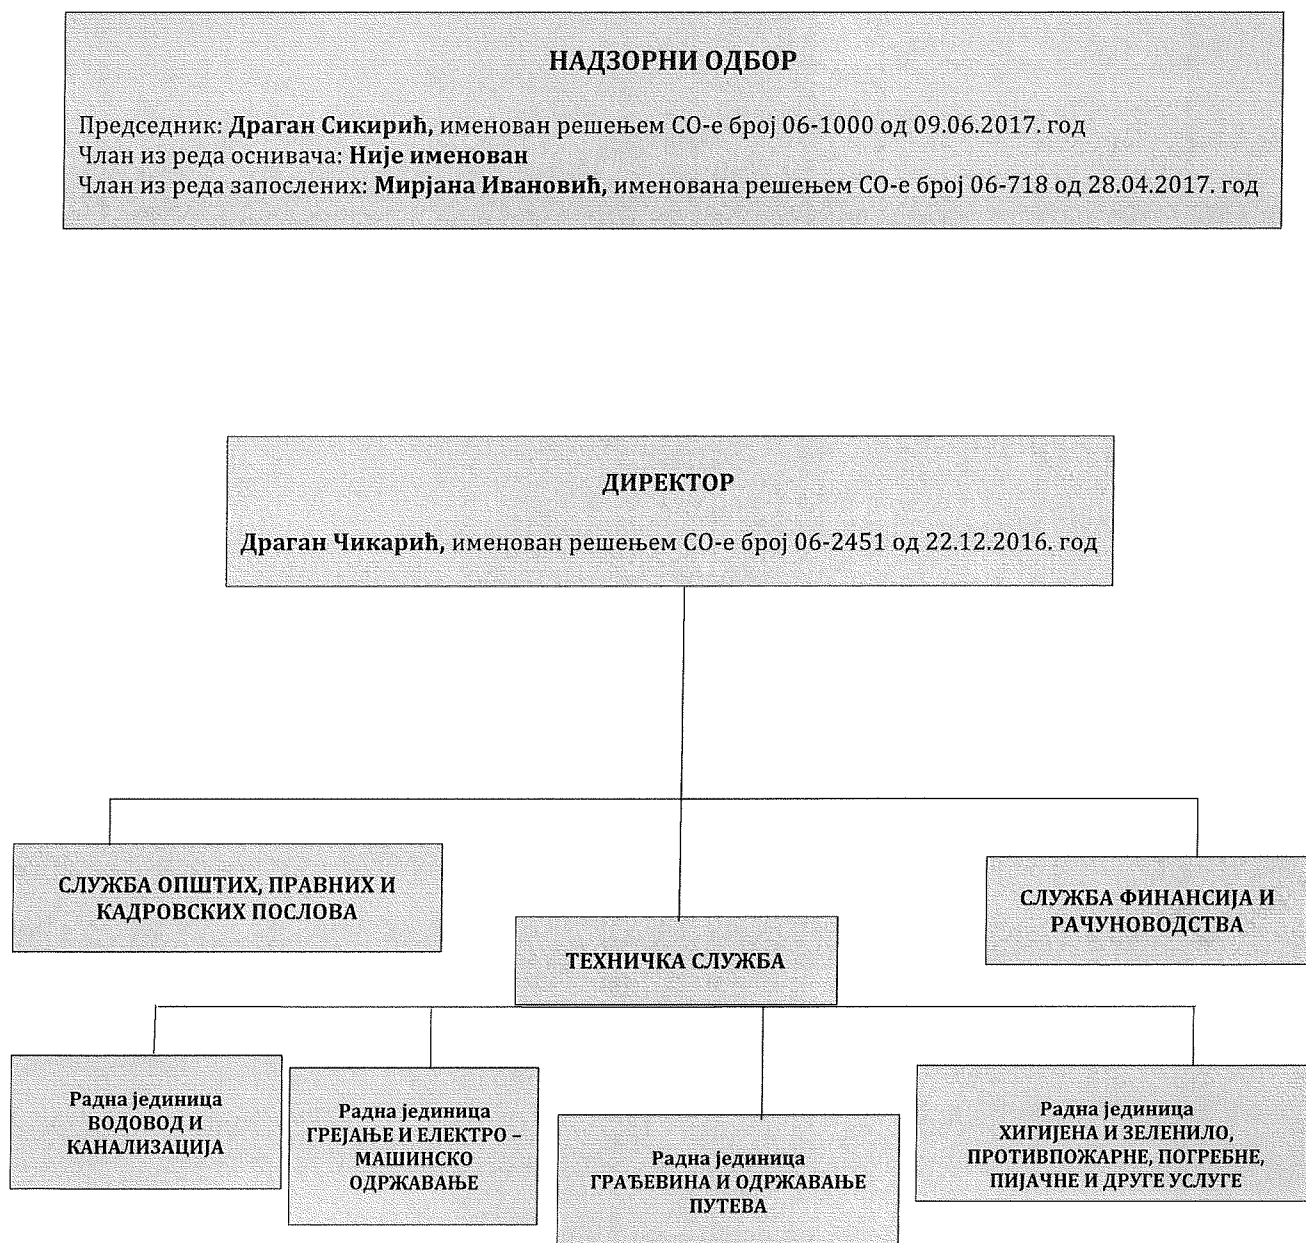 НАДЗОРНИ ОДБОР
Председник: Драган Сикирић, именован решењем СО-е број 06-1000 од 09.06.2017. год
Члан из реда оснивача: Није именован
Члан из реда запослених: Мирјана Ивановић, именована решењем СО-е број 06-718 од 28.04.2017. год
ДИРЕКТОР
Драган Чикарић, именован решењем СО-е број 06-2451 од 22.12.2016. год
СЛУЖБА ОПШТИХ, ПРАВНИХ И
КАДРОВСКИХ ПОСЛОВА
ТЕХНИЧКА СЛУЖБА
СЛУЖБА ФИНАНСИЈА И
РАЧУНОВОДСТВА
Радна јединица
ВОДОВОД И
КАНАЛИЗАЦИЈА
Радна јединица
ГРЕЈАЊЕ И ЕЛЕКТРО –
МАШИНСКО
ОДРЖАВАЊЕ
Радна јединица
ГРАЂЕВИНА И ОДРЖАВАЊЕ
ПУТЕВА
Радна јединица
ХИГИЈЕНА И ЗЕЛЕНИЛО,
ПРОТИВПОЖАРНЕ, ПОГРЕБНЕ,
ПИЈАЧНЕ И ДРУГЕ УСЛУГЕ